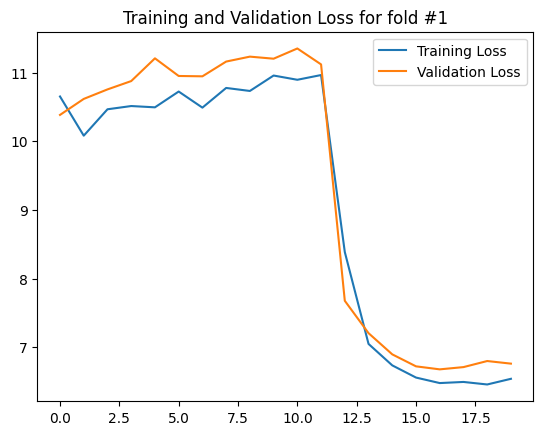 Training and Validation Loss for fold #1
Training Loss
Validation Loss
11
10
9
8
7
0.0 2.5 5.0 7.5 10.0 12.5 15.0 17.5